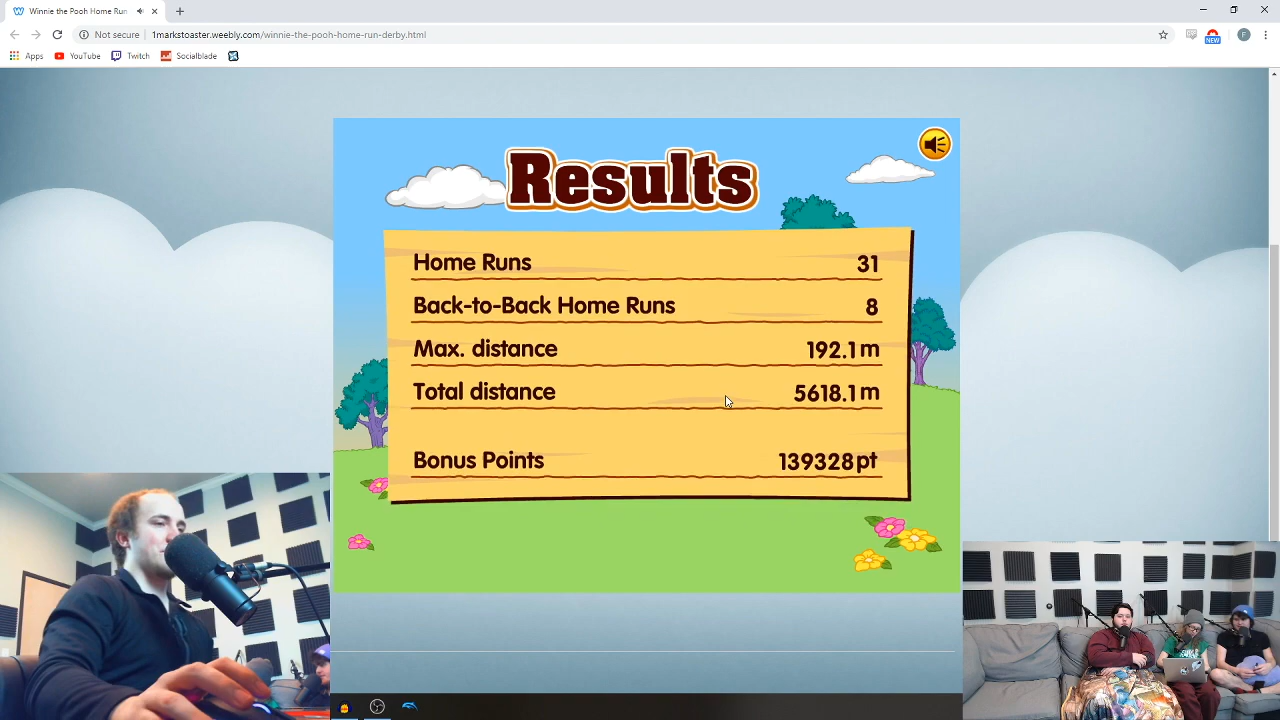 Winnie the Pooh Home Run
Not secure
1markstoaster.weebly.com/winnie-the-pooh-home-run-derby.html
NEW
F
Apps
YouTube
Twitch
Socialblade
Results
Home Runs 31
Back-to-Back Home Runs 8
Max. distance 192.1m
Total distance 5618.1m
Bonus Points 139328pt